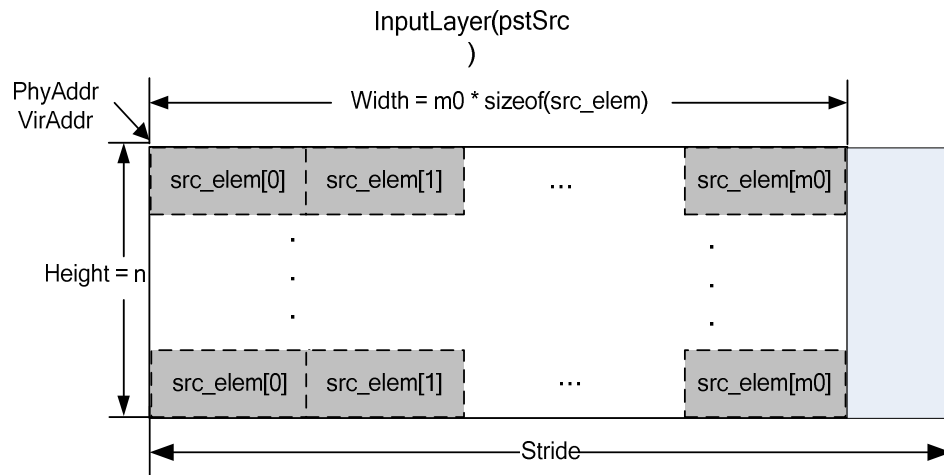 InputLayer(pstSrc
)
PhyAddr
VirAddr
Width = m0 * sizeof(src_elem)
src_elem[0] src_elem[1] ... src_elem[m0]
Height = n
src_elem[0] src_elem[1] ... src_elem[m0]
Stride